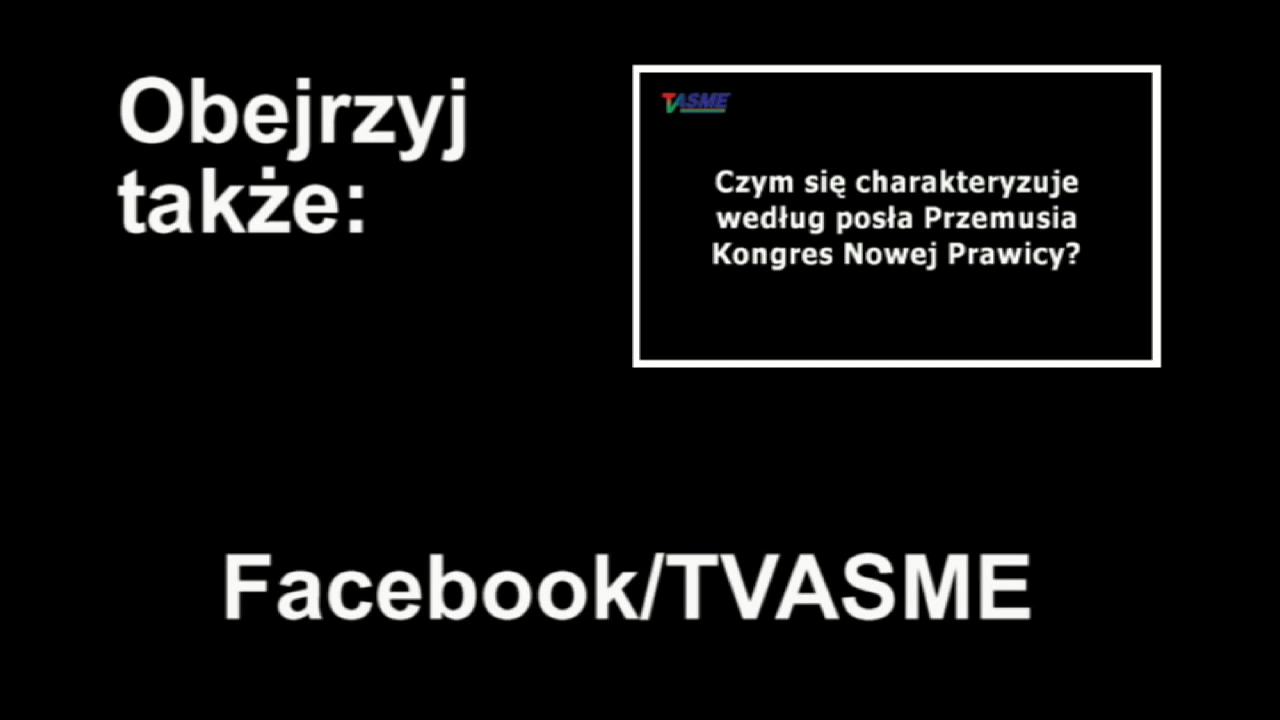 Obejrzyj
także:
TVASME
Czym się charakteryzuje
według posła Przemusia
Kongres Nowej Prawicy?
Facebook/TVASME